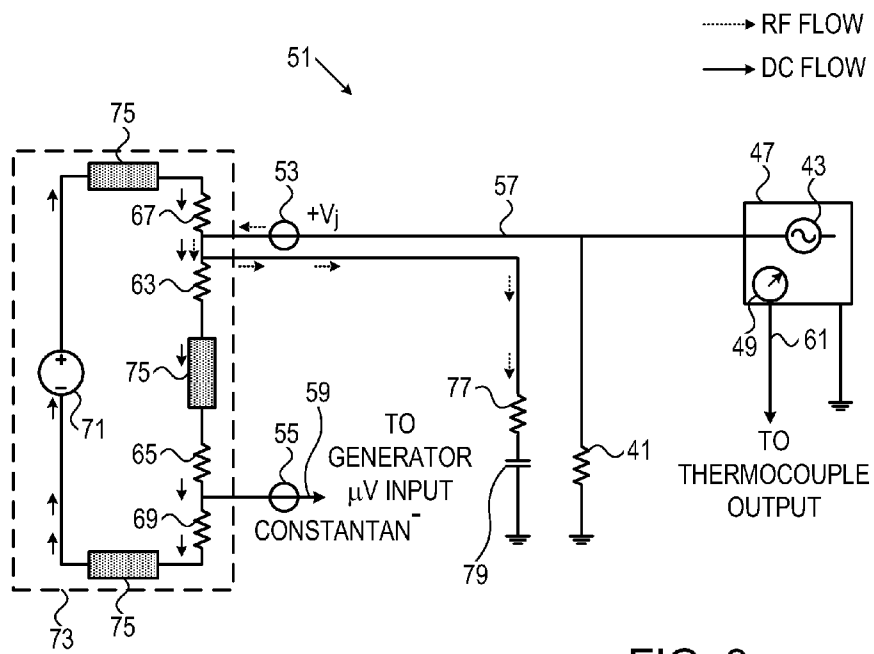 RF FLOW
DC FLOW
51
75
53
+Vj
67
57
47
43
63
49
61
75
71
59
77
TO
GENERATOR
μV INPUT
65
55
41
TO
THERMOCOUPLE
OUTPUT
69
CONSTANTAN-
79
75
73